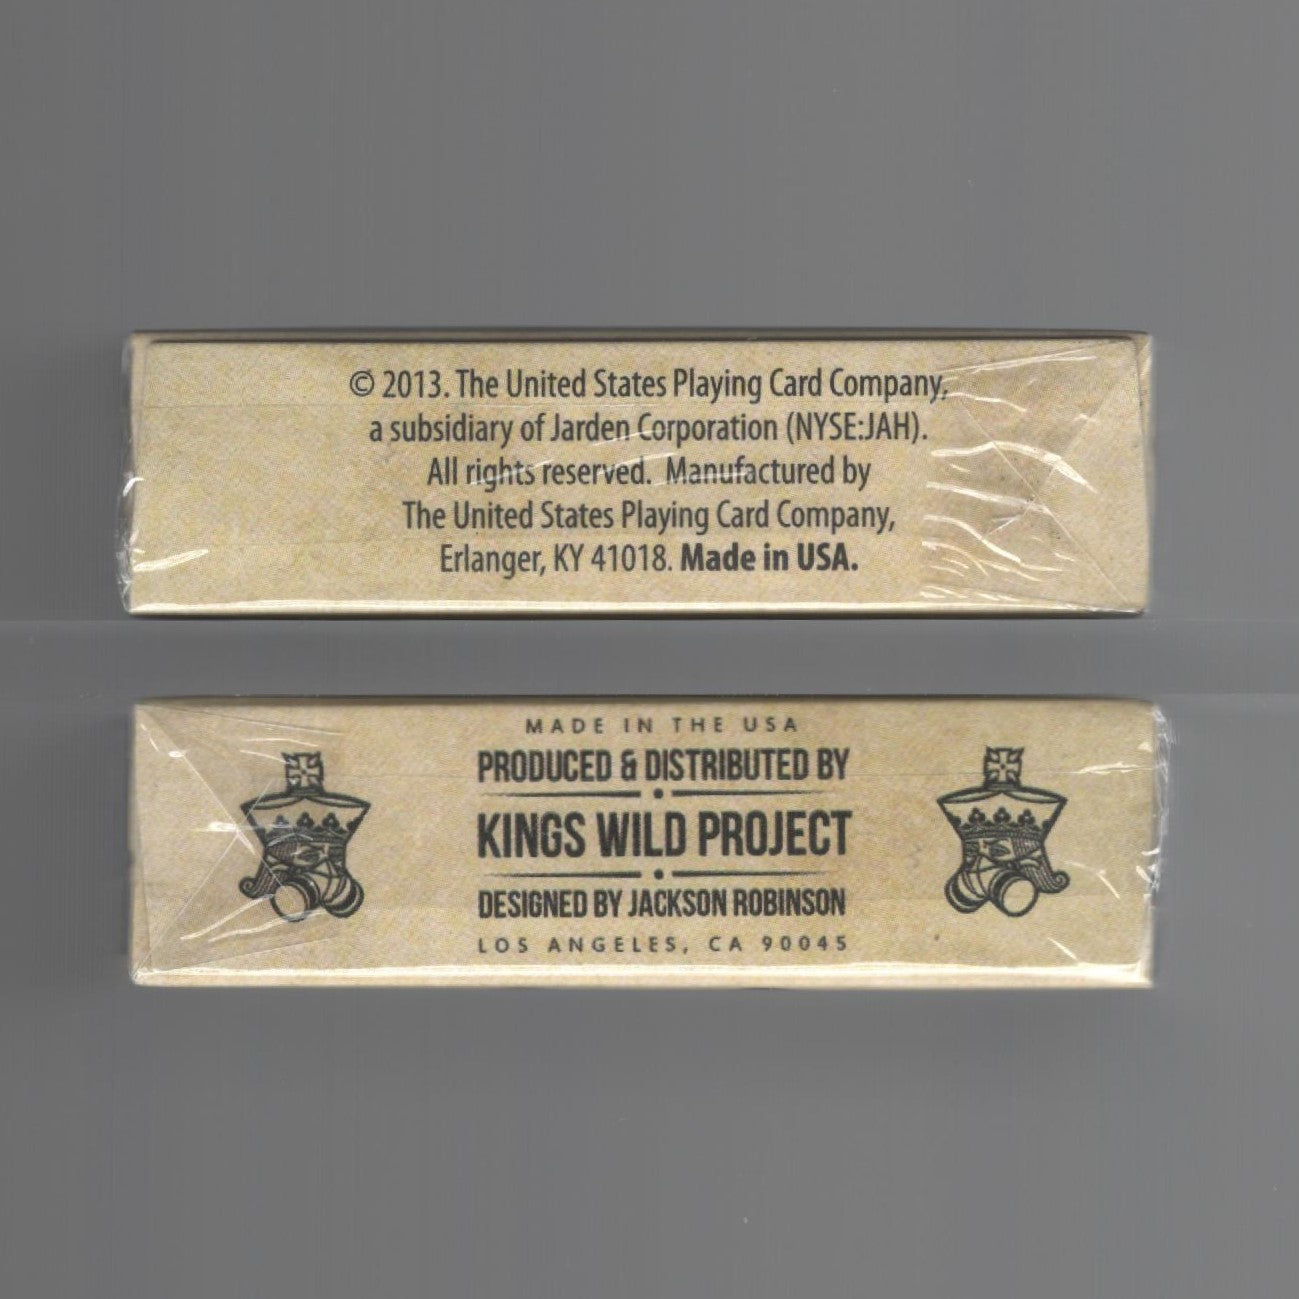 © 2013. The United States Playing Card Company,
a subsidiary of Jarden Corporation (NYSE:JAH).
All rights reserved. Manufactured by
The United States Playing Card Company,
Erlanger, KY 41018. Made in USA.
MADE IN THE USA
PRODUCED & DISTRIBUTED BY
KINGS WILD PROJECT
DESIGNED BY JACKSON ROBINSON
LOS ANGELES, CA 90045